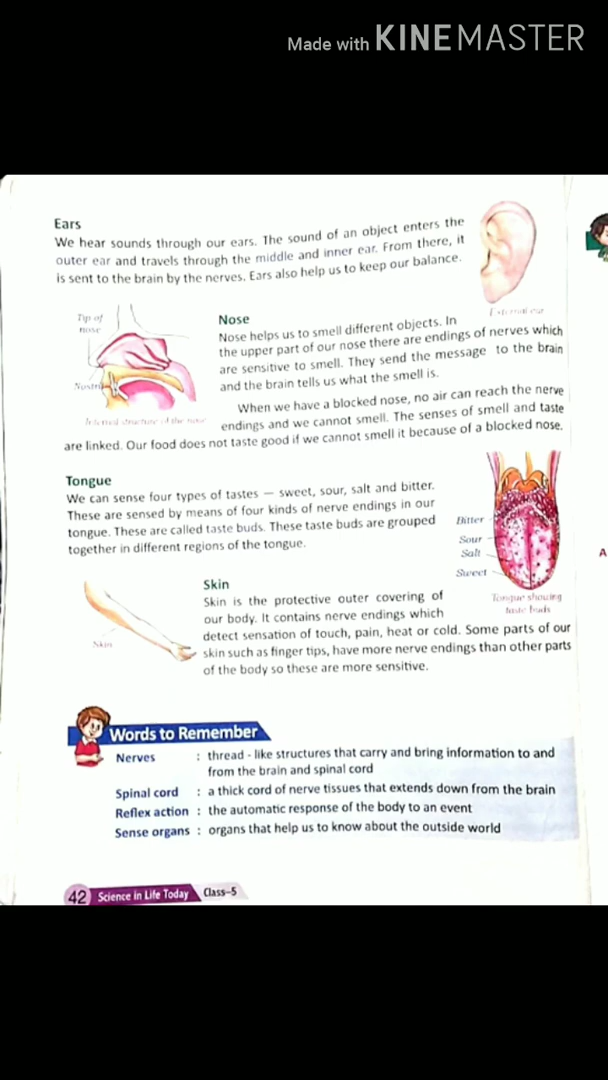 Made with KINEMASTER
Ears
We hear sounds through our ears. The sound of an object enters the
outer ear and travels through the middle and inner ear. From there, it
is sent to the brain by the nerves. Ears also help us to keep our balance.
External ear
Tip of
nose
Nostril
Internal structure of the nose
Nose
Nose helps us to smell different objects. In
the upper part of our nose there are endings of nerves which
are sensitive to smell. They send the message to the brain
and the brain tells us what the smell is.
When we have a blocked nose, no air can reach the nerve
endings and we cannot smell. The senses of smell and taste
are linked. Our food does not taste good if we cannot smell it because of a blocked nose.
Tongue
We can sense four types of tastes — sweet, sour, salt and bitter.
These are sensed by means of four kinds of nerve endings in our
tongue. These are called taste buds. These taste buds are grouped
together in different regions of the tongue.
Bitter
Sour
Salt
Sweet
Tongue showing
taste buds
A
Skin
Skin is the protective outer covering of
our body. It contains nerve endings which
detect sensation of touch, pain, heat or cold. Some parts of our
skin such as finger tips, have more nerve endings than other parts
of the body so these are more sensitive.
Skin
Words to Remember
Nerves : thread - like structures that carry and bring information to and
from the brain and spinal cord
Spinal cord : a thick cord of nerve tissues that extends down from the brain
Reflex action : the automatic response of the body to an event
Sense organs : organs that help us to know about the outside world
42 Science in Life Today Class–5